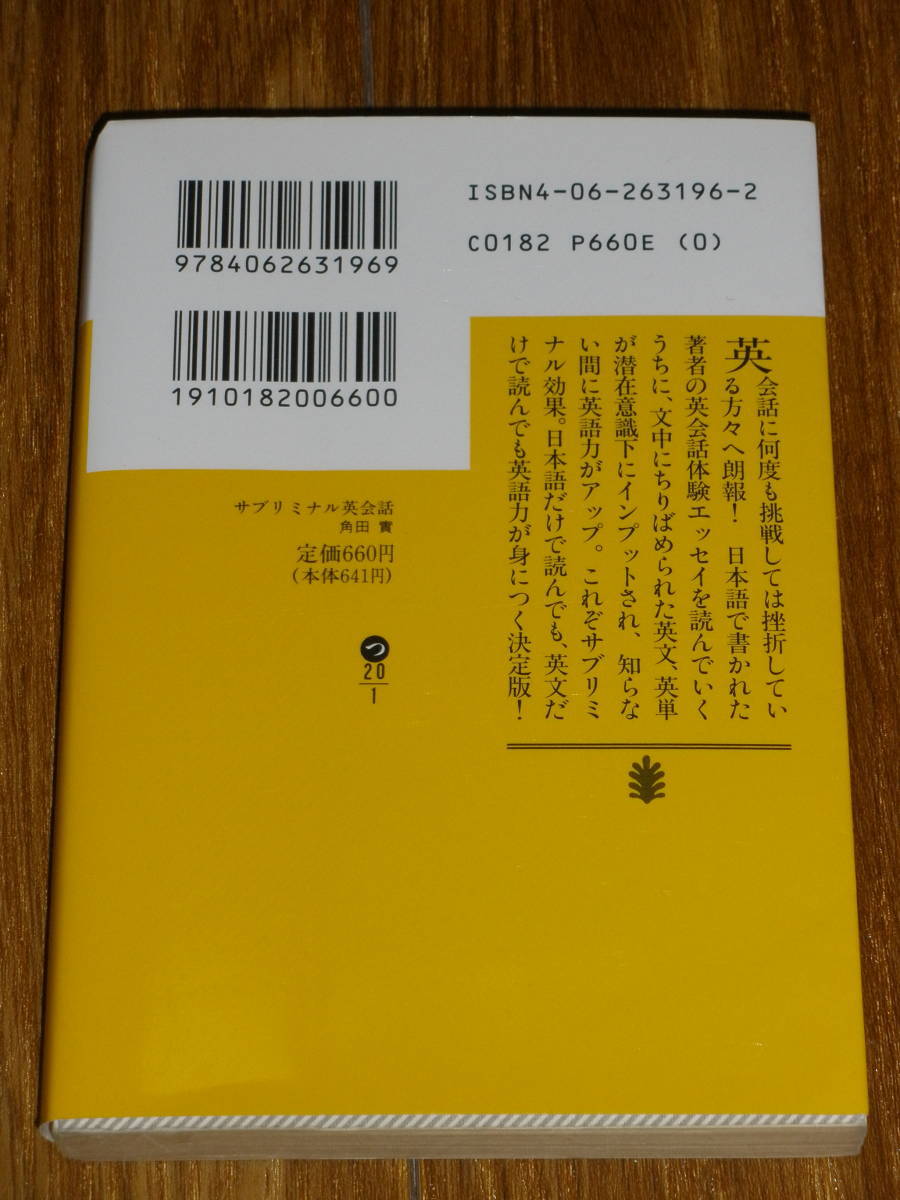 9784062631969
ISBN4-06-263196-2
C0182 P660E (0)
1910182006600
英会話に何度も挑戦しては挫折してい
る方々へ朗報！　日本語で書かれた
著者の英会話体験エッセイを読んでいく
うちに、文中にちりばめられた英文、英単
が潜在意識下にインプットされ、知らな
い間に英語力がアップ。これぞサブリミ
ナル効果。日本語だけで読んでも、英文だ
けで読んでも英語力が身につく決定版！
サブリミナル英会話
角田 實
定価660円
(本体641円)
つ
20
1